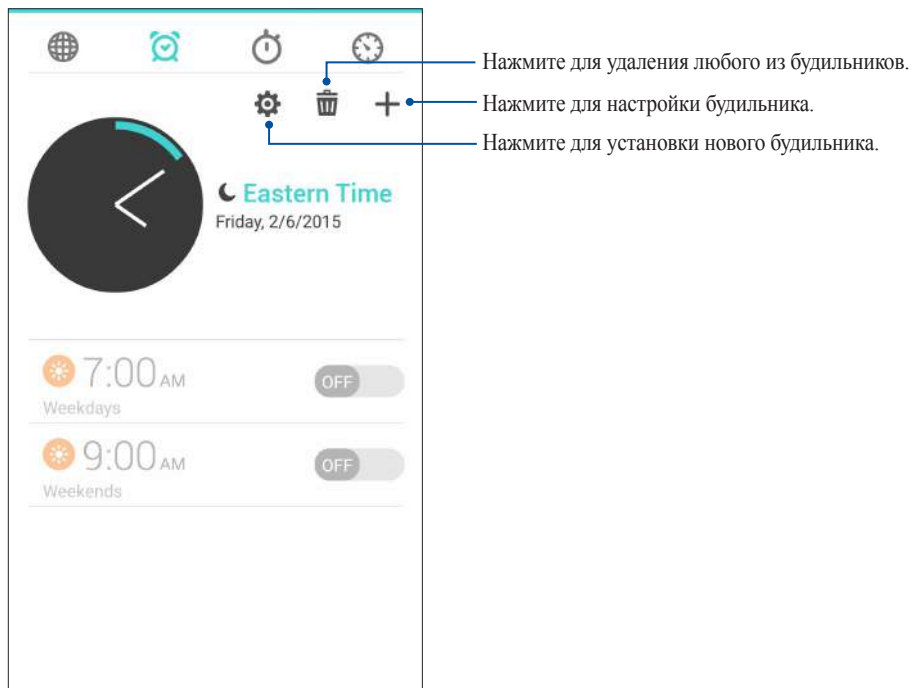 Нажмите для удаления любого из будильников.
Нажмите для настройки будильника.
Нажмите для установки нового будильника.
Eastern Time
Friday, 2/6/2015
7:00 AM
OFF
Weekdays
9:00 AM
OFF
Weekends